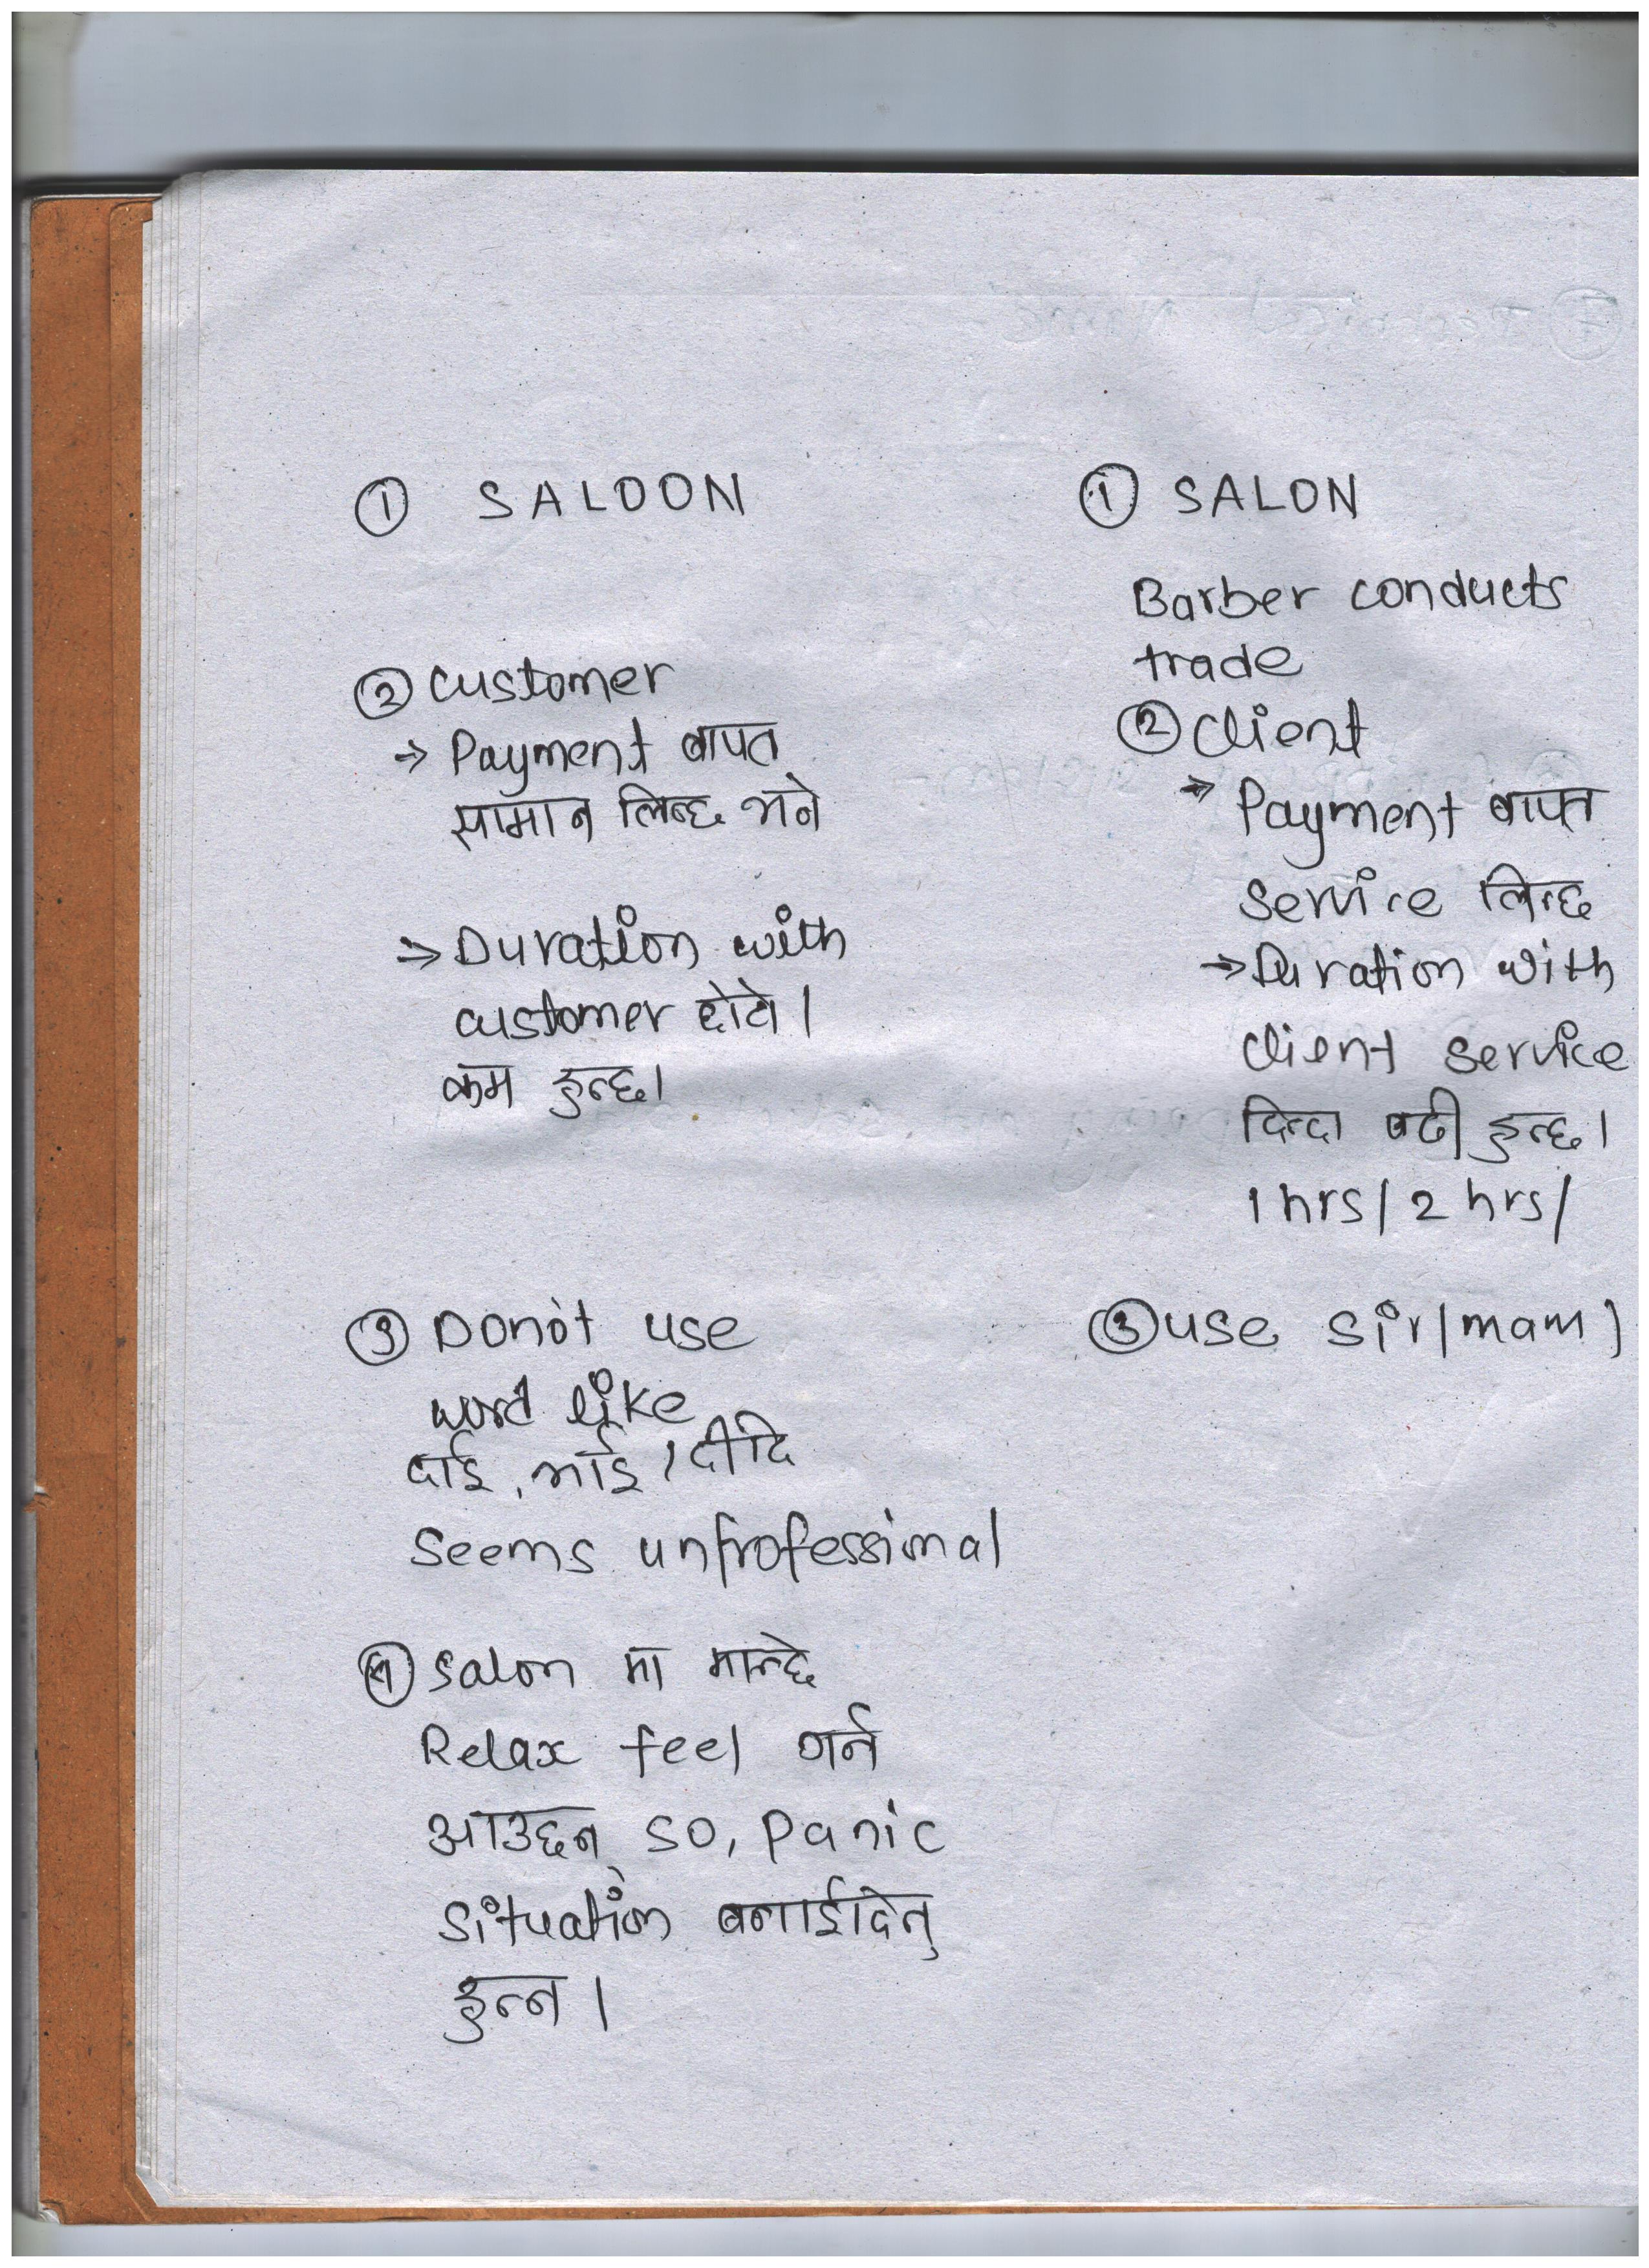 ① SALOON
② customer
→ Payment बापत
सामान लिन्छ भने
⇒ Duration with
customer छोटो।
कम हुन्छ।
③ Donot use
word like
दाई, भाई।दीदि
Seems unprofessional
④ salon मा मान्छे
Relax feel गर्न
आउछन् so, panic
situation बनाईदिनु
हुन्न।
① SALON
Barber conducts
trade
② client
→ Payment बापत
service लिन्छ
→ Duration with
client service
दिन्दा बढी हुन्छ।
1 hrs/2 hrs/
③ use sir/mam)